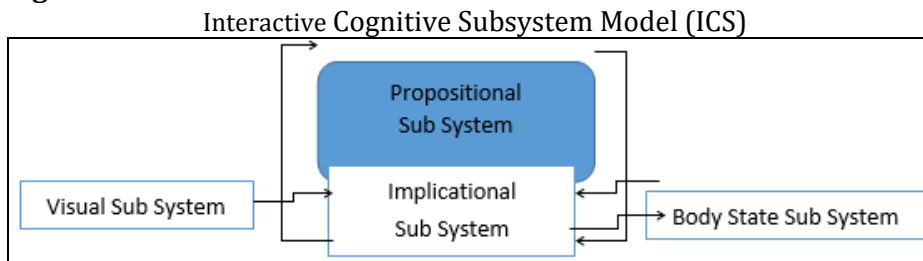 Interactive Cognitive Subsystem Model (ICS)
Propositional
Sub System
Visual Sub System
Implicational
Sub System
Body State Sub System